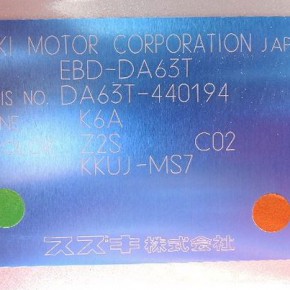 KI MOTOR CORPORATION JAP
EBD-DA63T
IS NO. DA63T-440194
NE K6A
Z2S C02
KKUJ-MS7
スズキ株式会社